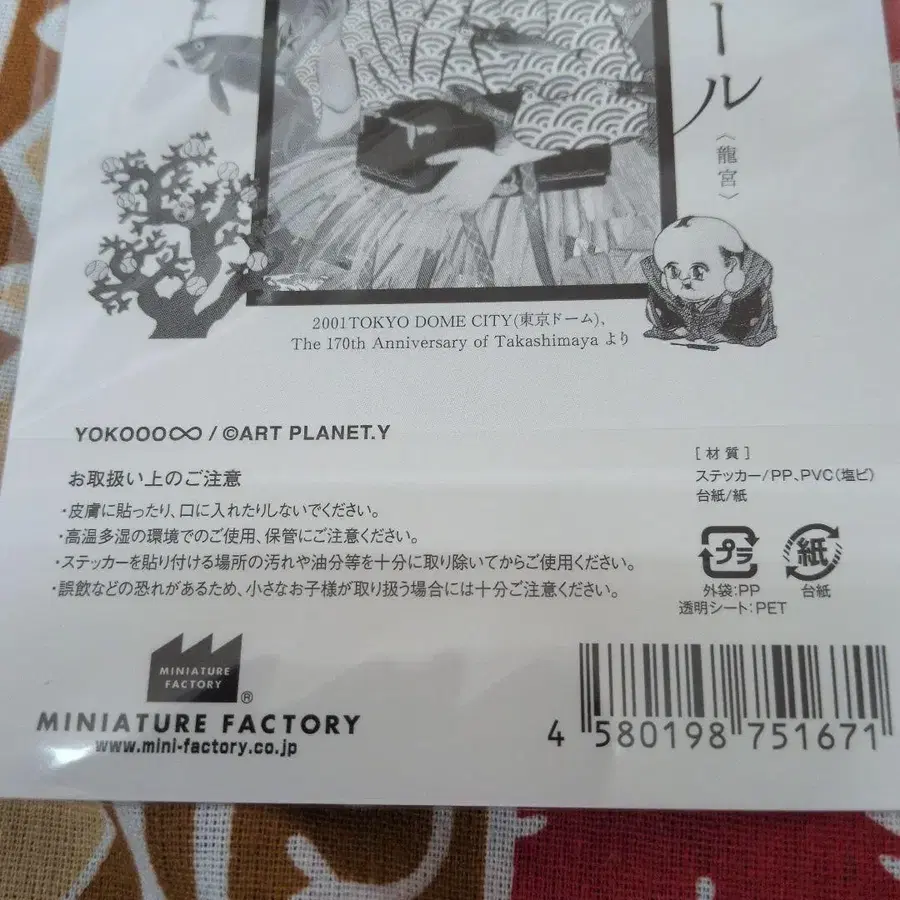 ール
〈龍宮〉
2001TOKYO DOME CITY(東京ドーム),
The 170th Anniversary of Takashimaya より
YOKOOO∞ / ©ART PLANET.Y
お取扱い上のご注意
・皮膚に貼ったり、口に入れたりしないでください。
・高温多湿の環境でのご使用、保管にご注意ください。
・ステッカーを貼り付ける場所の汚れや油分等を十分に取り除いてからご使用ください。
・誤飲などの恐れがあるため、小さなお子様が取り扱う場合には十分ご注意ください。
[材質]
ステッカー/PP、PVC(塩ビ)
台紙/紙
プラ
紙
外袋:PP
台紙
透明シート:PET
MINIATURE
FACTORY
®
MINIATURE FACTORY
www.mini-factory.co.jp
4 580198 751671